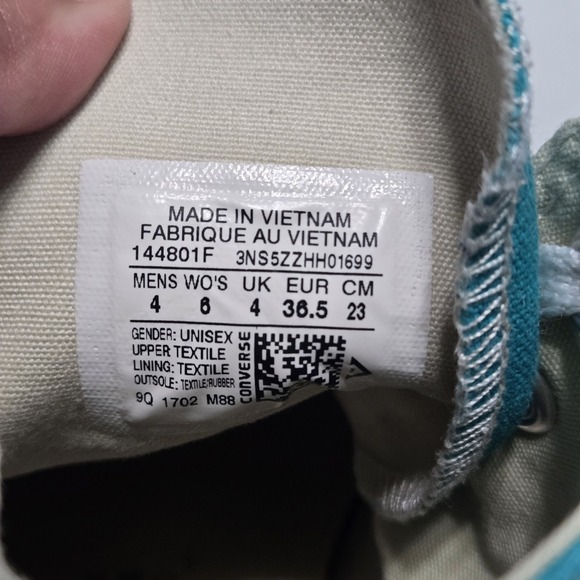 MADE IN VIETNAM
FABRIQUE AU VIETNAM
144801F 3NS5ZZHH01699
MENS WO'S UK EUR CM
4 6 4 36.5 23
GENDER: UNISEX
UPPER TEXTILE
LINING: TEXTILE
OUTSOLE: TEXTILE/RUBBER
9Q 1702 M88
CONVERSE